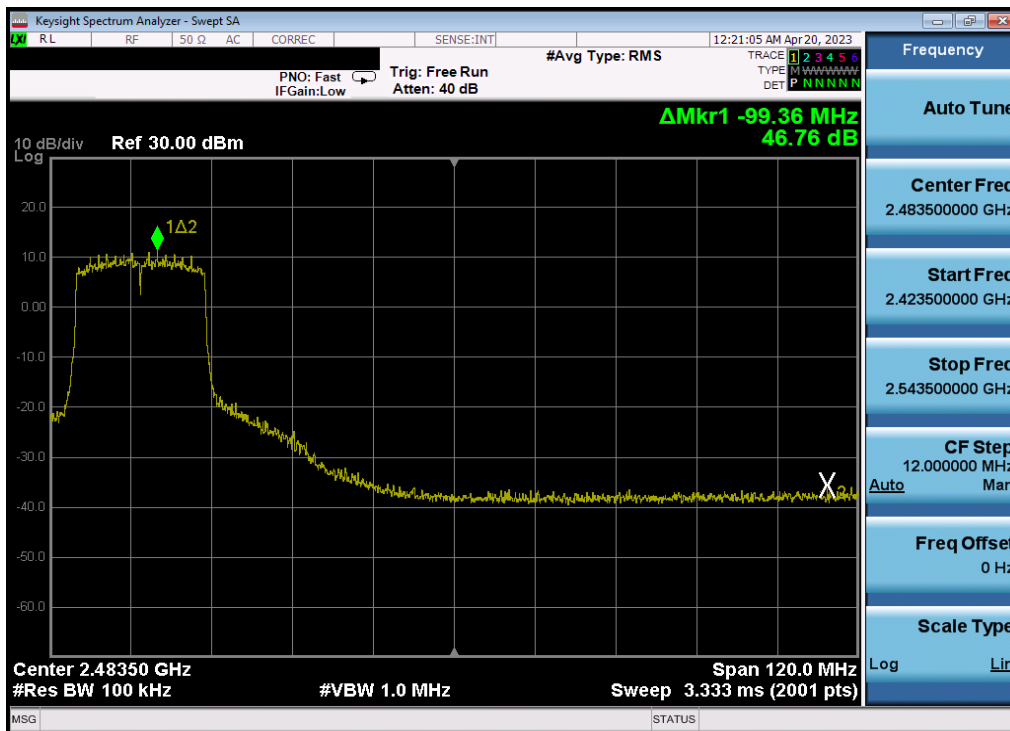 Keysight Spectrum Analyzer - Swept SA
LXI RL RF 50 Ω AC CORREC SENSE:INT 12:21:05 AM Apr 20, 2023
#Avg Type: RMS
TRACE 1 2 3 4 5 6
TYPE M WWWWW
DET P N N N N N
PNO: Fast
IFGain:Low
Trig: Free Run
Atten: 40 dB
ΔMkr1 -99.36 MHz
46.76 dB
10 dB/div Ref 30.00 dBm
Log
20.0
10.0
0.00
-10.0
-20.0
-30.0
-40.0
-50.0
-60.0
1Δ2
Center 2.48350 GHz
Span 120.0 MHz
#Res BW 100 kHz
#VBW 1.0 MHz
Sweep 3.333 ms (2001 pts)
MSG
STATUS
Frequency
Auto Tune
Center Freq
2.483500000 GHz
Start Freq
2.423500000 GHz
Stop Freq
2.543500000 GHz
CF Step
12.000000 MHz
Auto Man
Freq Offset
0 Hz
Scale Type
Log Lin